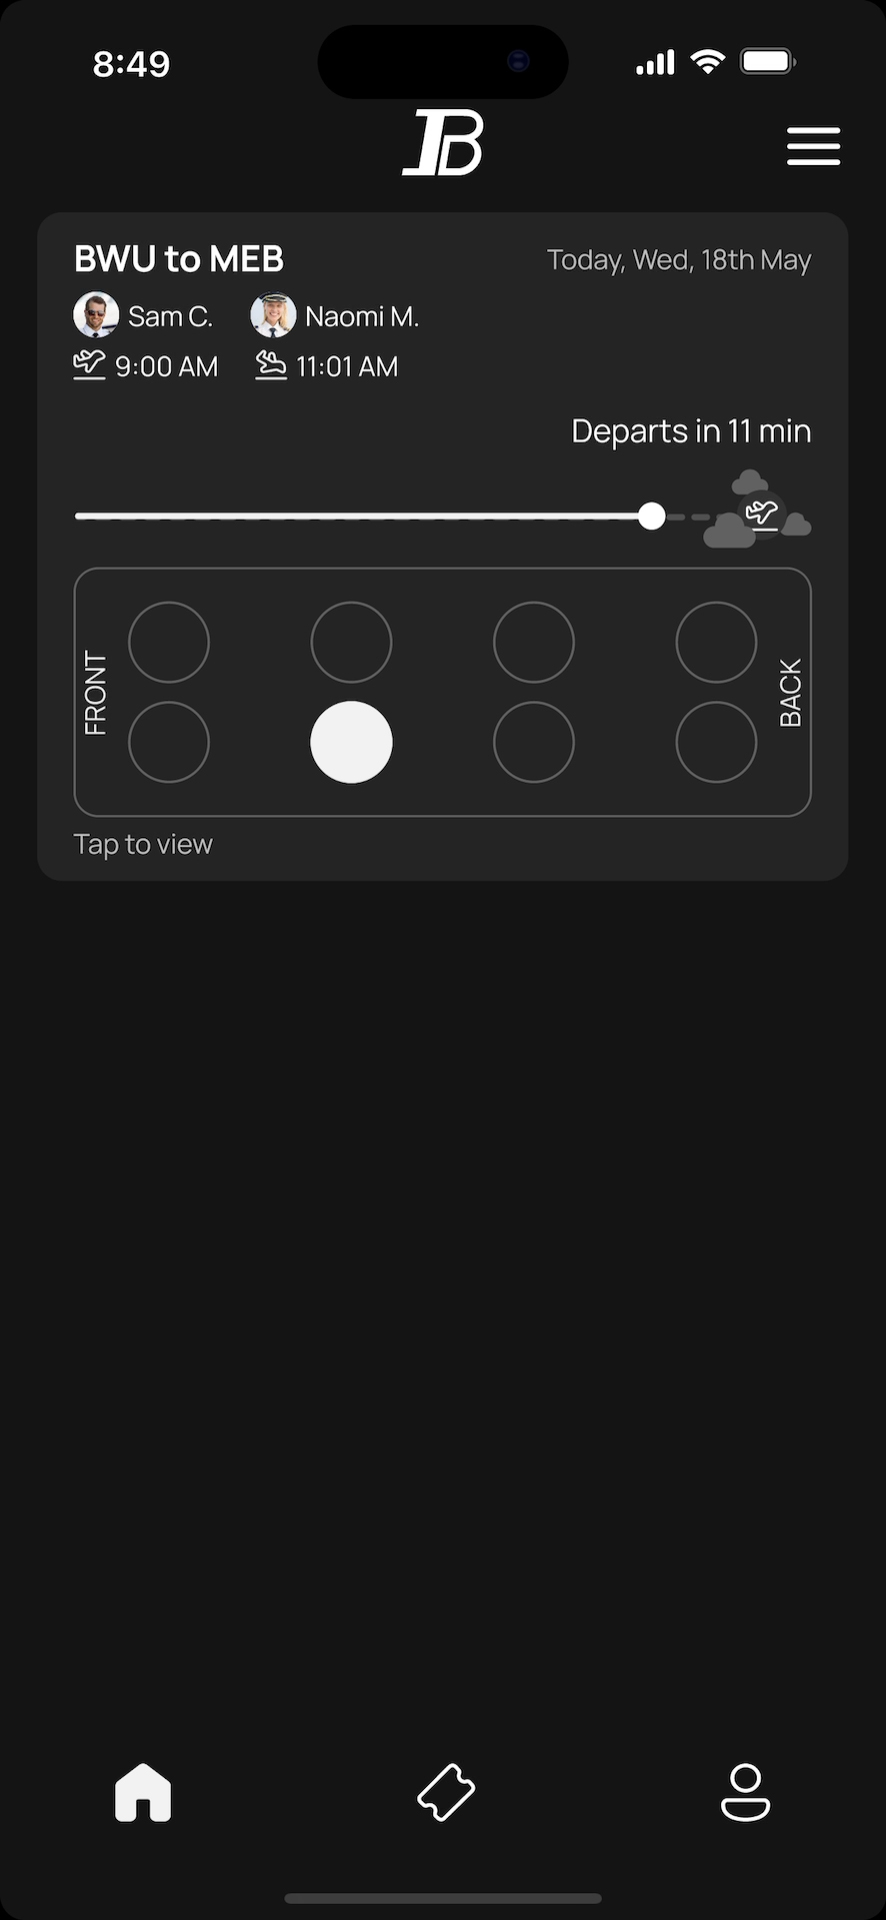 8:49
B
BWU to MEB
Today, Wed, 18th May
Sam C.
Naomi M.
9:00 AM
11:01 AM
Departs in 11 min
FRONT
BACK
Tap to view